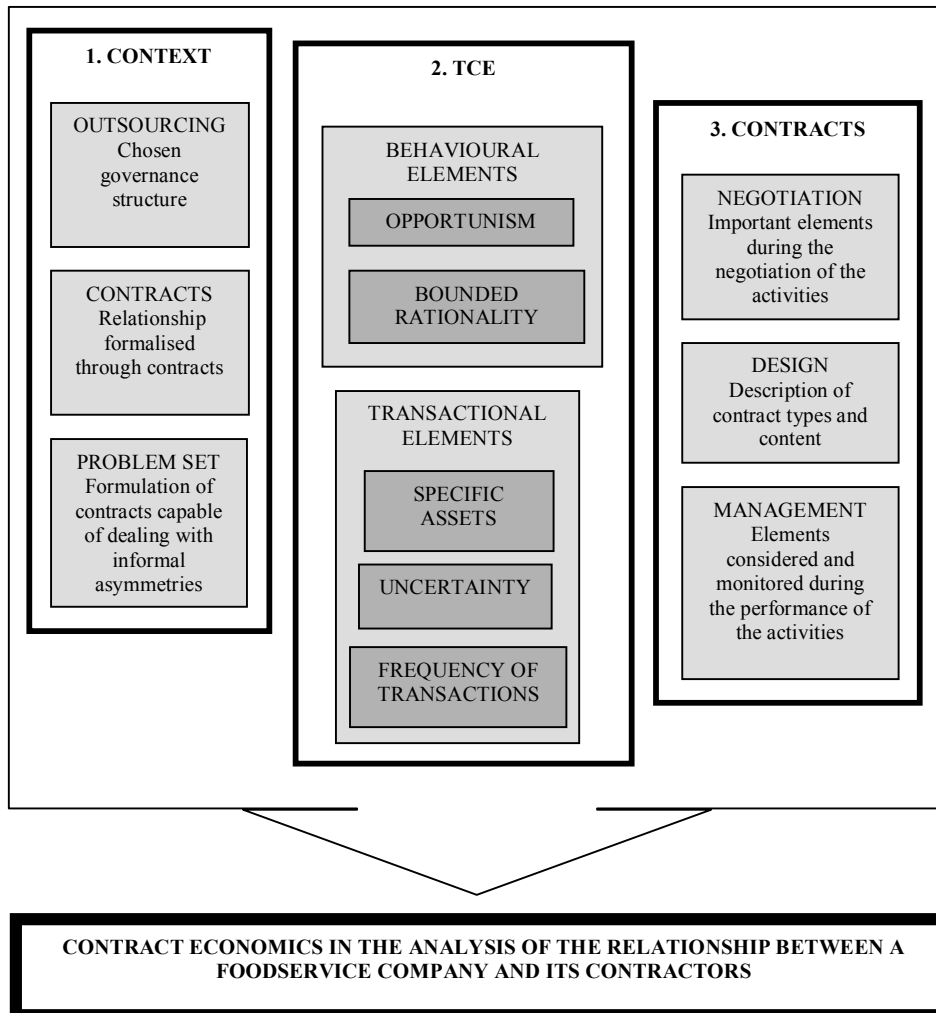 1. CONTEXT
OUTSOURCING
Chosen
governance
structure
CONTRACTS
Relationship
formalised
through contracts
PROBLEM SET
Formulation of
contracts capable
of dealing with
informal
asymmetries
2. TCE
BEHAVIOURAL
ELEMENTS
OPPORTUNISM
BOUNDED
RATIONALITY
TRANSACTIONAL
ELEMENTS
SPECIFIC
ASSETS
UNCERTAINTY
FREQUENCY OF
TRANSACTIONS
3. CONTRACTS
NEGOTIATION
Important elements
during the
negotiation of the
activities
DESIGN
Description of
contract types and
content
MANAGEMENT
Elements
considered and
monitored during
the performance of
the activities
CONTRACT ECONOMICS IN THE ANALYSIS OF THE RELATIONSHIP BETWEEN A
FOODSERVICE COMPANY AND ITS CONTRACTORS